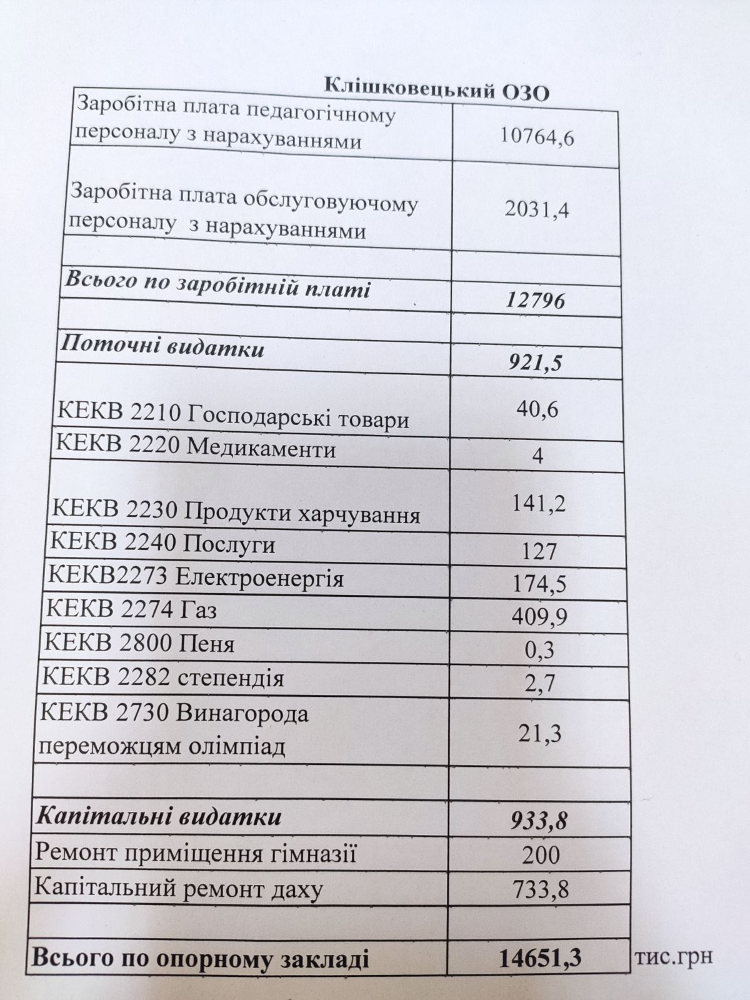 Клішковецький ОЗО
Заробітна плата педагогічному
персоналу з нарахуваннями
10764,6
Заробітна плата обслуговуючому
персоналу з нарахуваннями
2031,4
Всього по заробітній платі
12796
Поточні видатки
921,5
КЕКВ 2210 Господарські товари
40,6
КЕКВ 2220 Медикаменти
4
КЕКВ 2230 Продукти харчування
141,2
КЕКВ 2240 Послуги
127
КЕКВ2273 Електроенергія
174,5
КЕКВ 2274 Газ
409,9
КЕКВ 2800 Пеня
0,3
КЕКВ 2282 степендія
2,7
КЕКВ 2730 Винагорода
переможцям олімпіад
21,3
Капітальні видатки
933,8
Ремонт приміщення гімназії
200
Капітальний ремонт даху
733,8
Всього по опорному закладі
14651,3
тис.грн